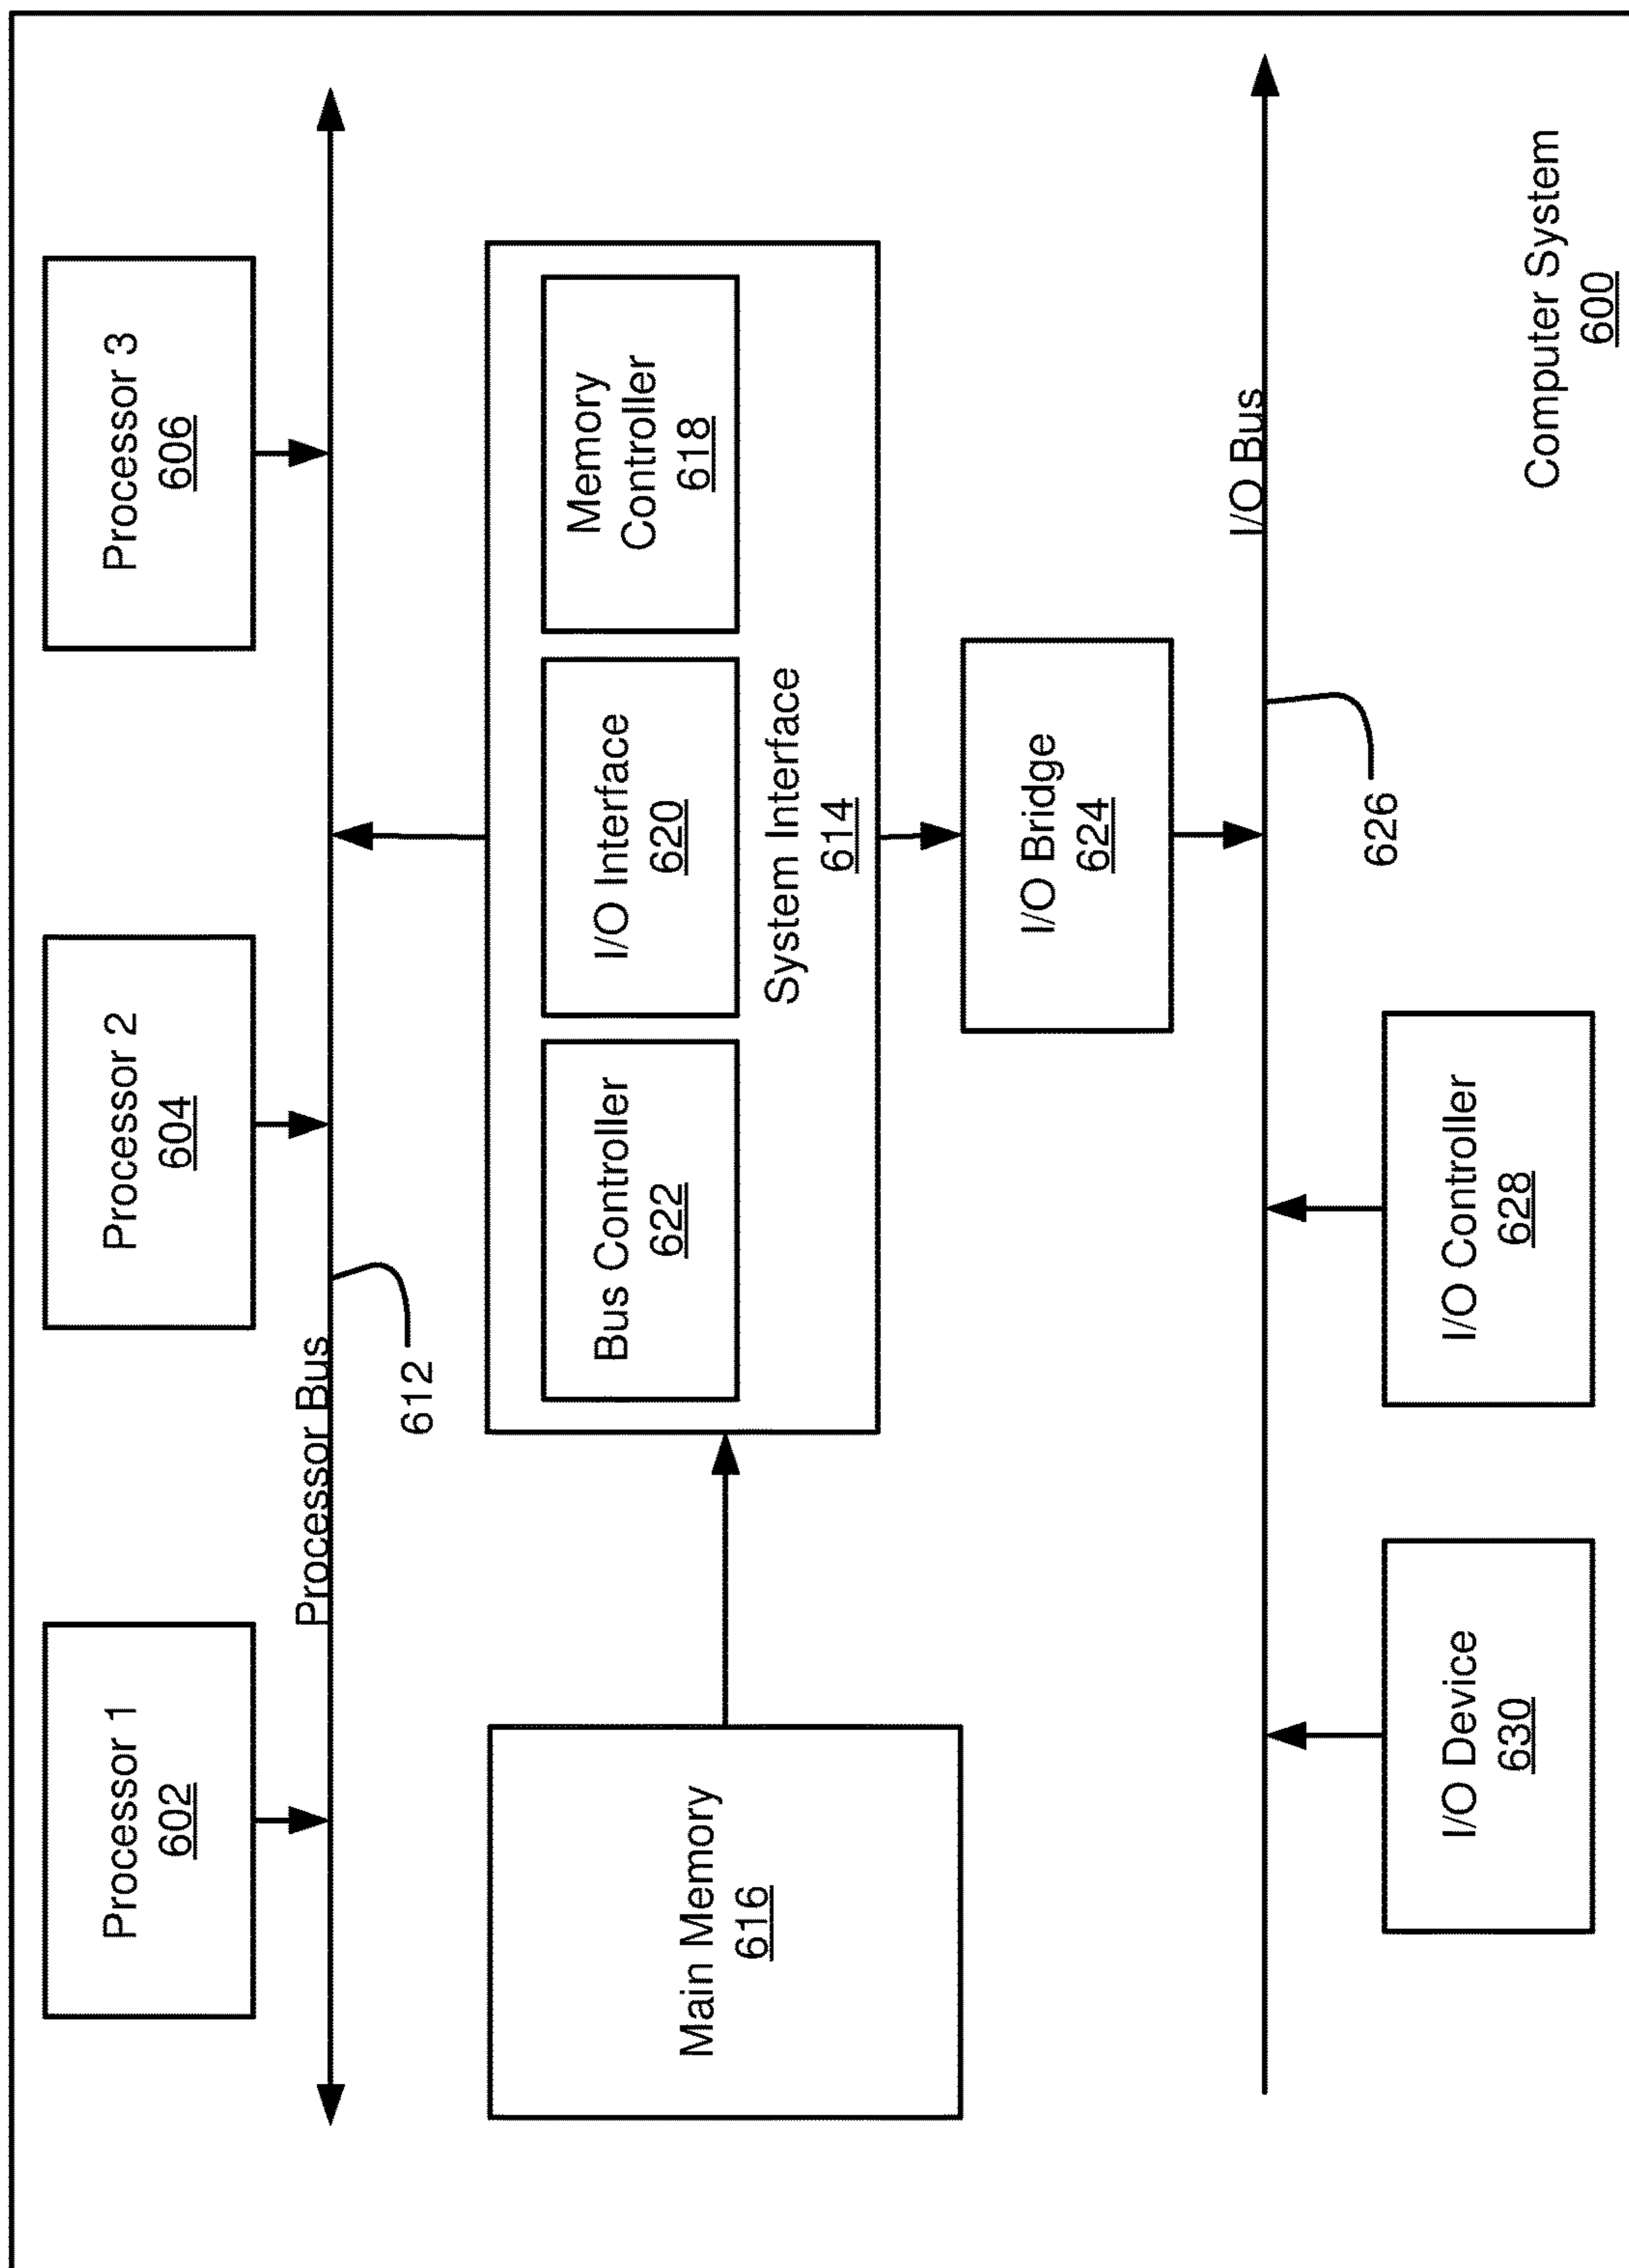 Processor 1
602
Processor 2
604
Processor 3
606
Processor Bus
612
Main Memory
616
Bus Controller
622
I/O Interface
620
Memory
Controller
618
System Interface
614
I/O Bridge
624
I/O Bus
626
I/O Device
630
I/O Controller
628
Computer System
600